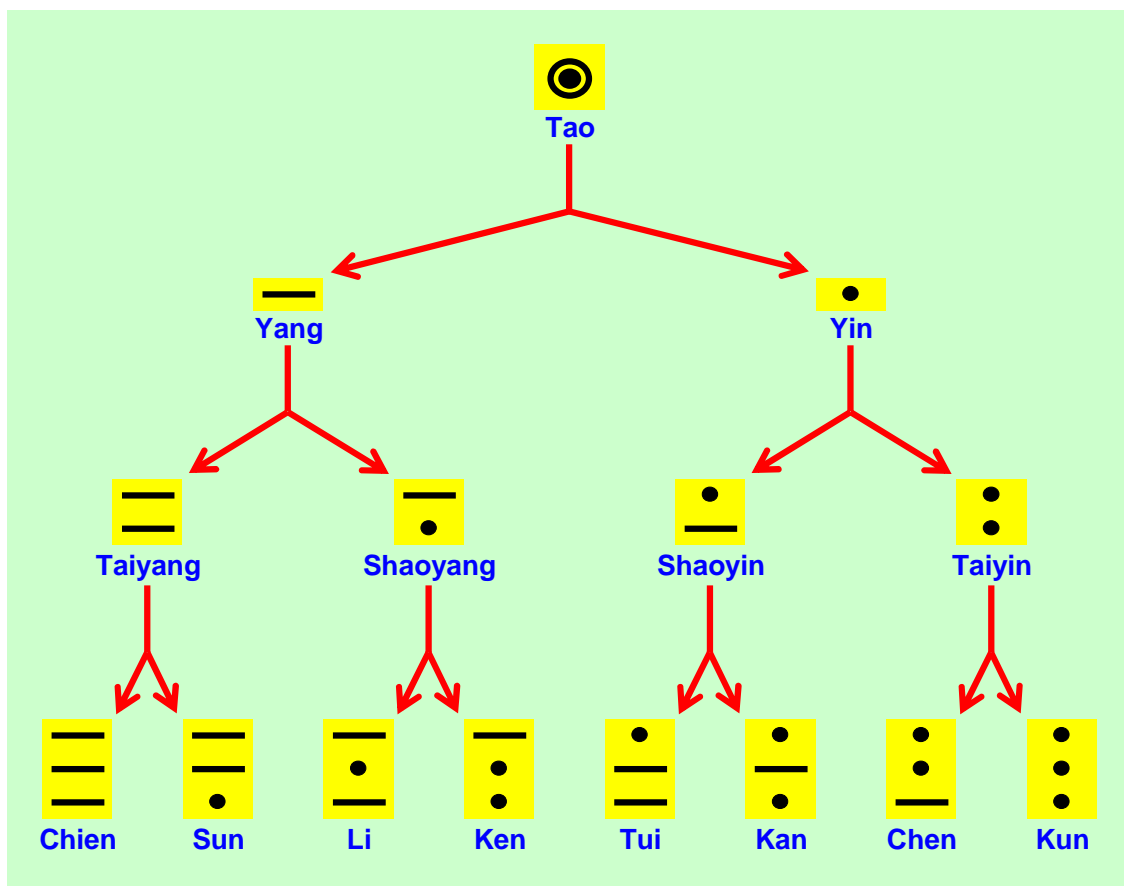 Tao
Yang Yin
Taiyang Shaoyang Shaoyin Taiyin
Chien Sun Li Ken Tui Kan Chen Kun